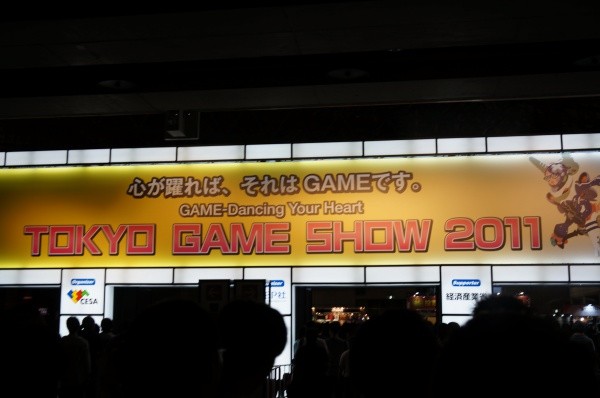 心が躍れば、それはGAMEです。
GAME-Dancing Your Heart
TOKYO GAME SHOW 2011
Organizer
CESA
Supporter
経済産業